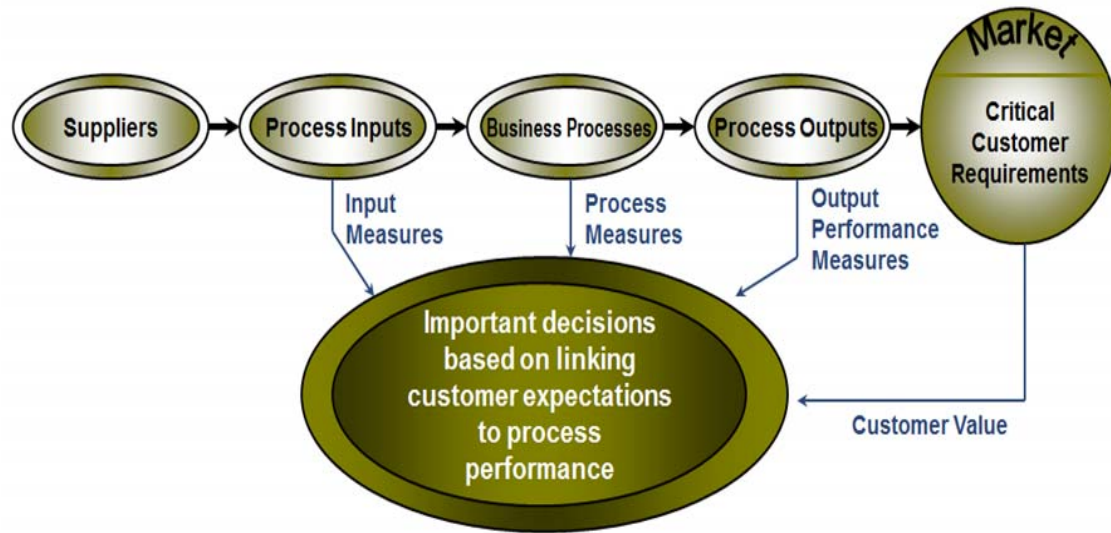 Market
Suppliers
Process Inputs
Business Processes
Process Outputs
Critical
Customer
Requirements
Input
Measures
Process
Measures
Output
Performance
Measures
Important decisions
based on linking
customer expectations
to process
performance
Customer Value